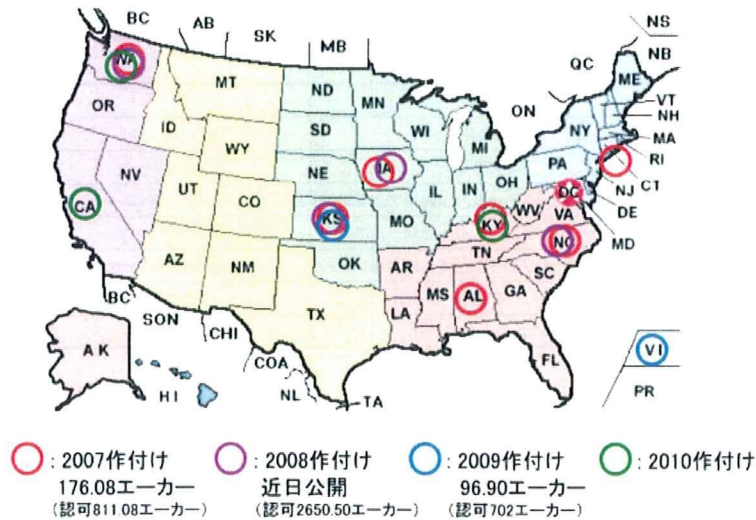 BC AB SK MB NS
QC NB
ON
WA MT ND MN ME
OR ID SD WI MI NY VT
NH
WY MA
NV NE IA PA RI
CA UT CO IL IN OH NJ CT
KS MO WV DC DE
KY VA MD
AZ NM OK AR TN NC
SC
BC MS AL GA
SON TX LA
CHI
AK COA FL VI
HI NL TA PR
: 2007作付け : 2008作付け : 2009作付け : 2010作付け
176.08エーカー 近日公開 96.90エーカー
(認可811.08エーカー) (認可2650.50エーカー) (認可702エーカー)